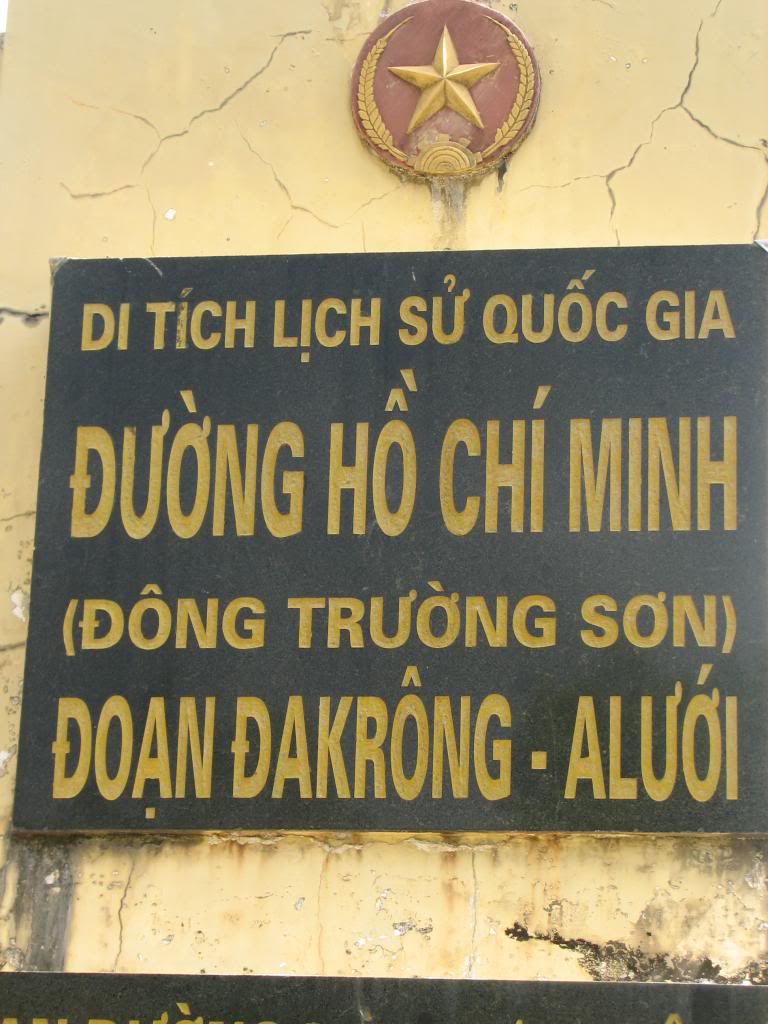 DI TÍCH LỊCH SỬ QUỐC GIA
ĐƯỜNG HỒ CHÍ MINH
(ĐÔNG TRƯỜNG SƠN)
ĐOẠN ĐAKRÔNG - ALƯỚI